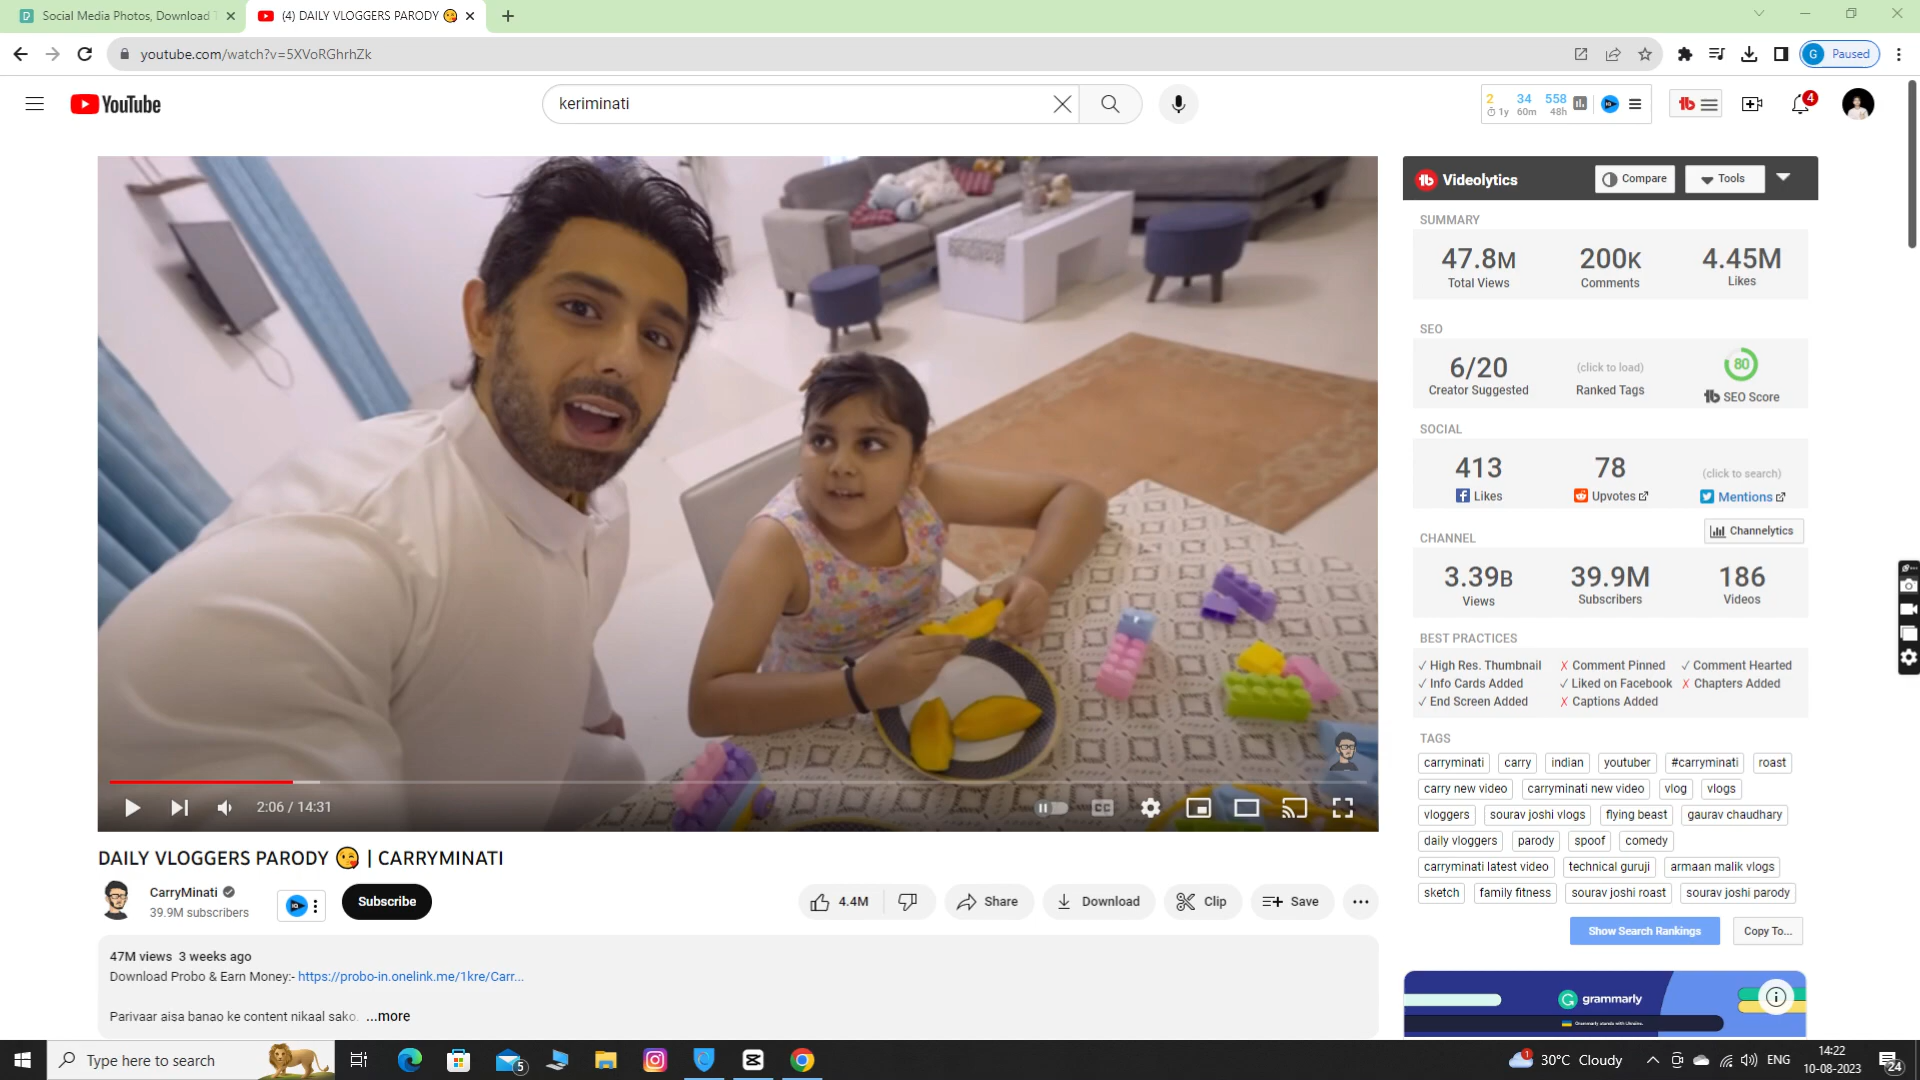 Social Media Photos, Download T
(4) DAILY VLOGGERS PARODY 😘
youtube.com/watch?v=5XVoRGhrhZk
G Paused
YouTube
keriminati
2 34 558
1y 60m 48h
4
Videolytics
Compare
Tools
SUMMARY
47.8M 200K 4.45M
Total Views Comments Likes
SEO
6/20 (click to load) 80
Creator Suggested Ranked Tags SEO Score
SOCIAL
413 78 (click to search)
Likes Upvotes Mentions
CHANNEL
Channelytics
3.39B 39.9M 186
Views Subscribers Videos
BEST PRACTICES
✓ High Res. Thumbnail ✗ Comment Pinned ✓ Comment Hearted
✓ Info Cards Added ✓ Liked on Facebook ✗ Chapters Added
✓ End Screen Added ✗ Captions Added
TAGS
carryminati carry indian youtuber #carryminati roast
carry new video carryminati new video vlog vlogs
vloggers sourav joshi vlogs flying beast gaurav chaudhary
daily vloggers parody spoof comedy
carryminati latest video technical guruji armaan malik vlogs
sketch family fitness sourav joshi roast sourav joshi parody
Show Search Rankings Copy To...
grammarly
Grammarly stands with Ukraine.
2:06 / 14:31
CC
DAILY VLOGGERS PARODY 😘 | CARRYMINATI
CarryMinati
39.9M subscribers
Subscribe
4.4M
Share
Download
Clip
Save
47M views 3 weeks ago
Download Probo & Earn Money:- https://probo-in.onelink.me/1kre/Carr...
Parivaar aisa banao ke content nikaal sako. ...more
Type here to search
5
1
30°C Cloudy
ENG
14:22
10-08-2023
24